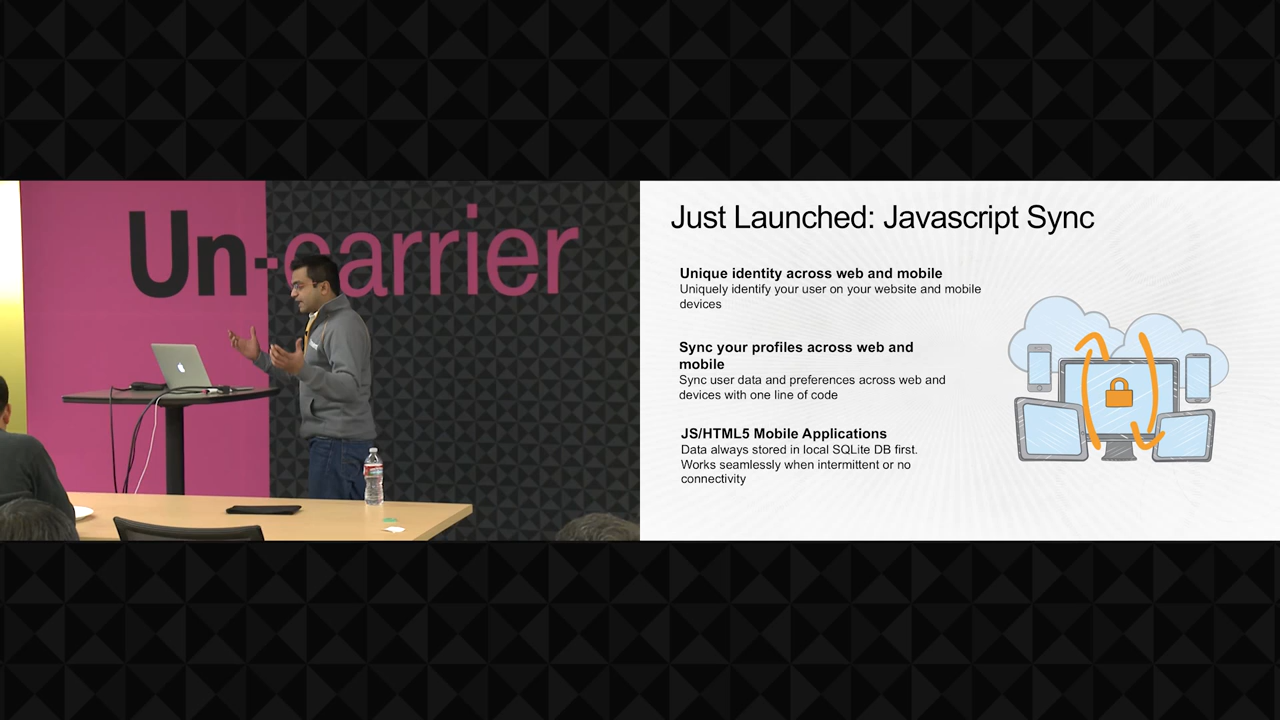 Un-carrier
Just Launched: Javascript Sync
Unique identity across web and mobile
Uniquely identify your user on your website and mobile
devices
Sync your profiles across web and
mobile
Sync user data and preferences across web and
devices with one line of code
JS/HTML5 Mobile Applications
Data always stored in local SQLite DB first.
Works seamlessly when intermittent or no
connectivity